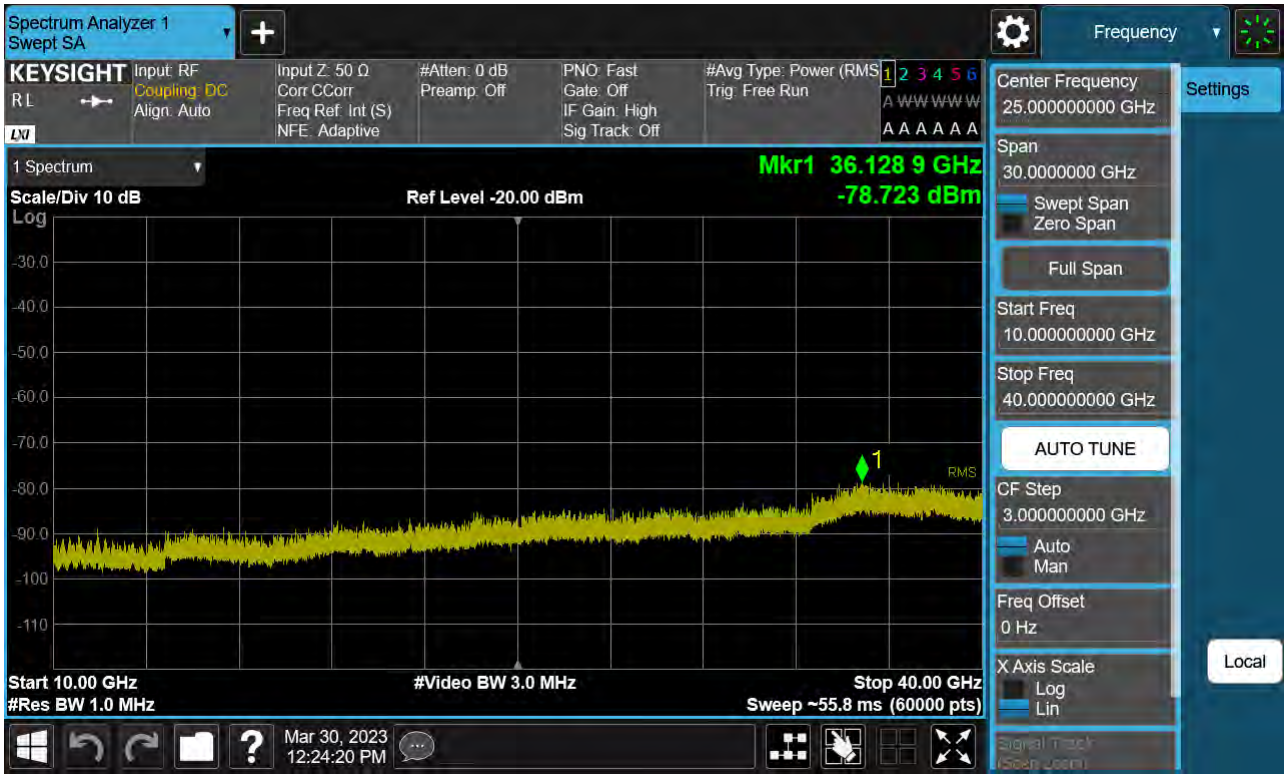 Spectrum Analyzer 1
Swept SA
Frequency
KEYSIGHT
RL
LXI
Input: RF
Coupling: DC
Align: Auto
Input Z: 50 Ω
Corr CCorr
Freq Ref: Int (S)
NFE: Adaptive
#Atten: 0 dB
Preamp: Off
PNO: Fast
Gate: Off
IF Gain: High
Sig Track: Off
#Avg Type: Power (RMS
Trig: Free Run
1 2 3 4 5 6
A W W W W W
A A A A A A
Center Frequency
25.000000000 GHz
Settings
Span
30.0000000 GHz
Swept Span
Zero Span
Full Span
Start Freq
10.000000000 GHz
Stop Freq
40.000000000 GHz
AUTO TUNE
CF Step
3.000000000 GHz
Auto
Man
Freq Offset
0 Hz
X Axis Scale
Log
Lin
Signal Track
(Span Zoom)
Local
1 Spectrum
Mkr1 36.128 9 GHz
-78.723 dBm
Scale/Div 10 dB
Ref Level -20.00 dBm
Log
-30.0
-40.0
-50.0
-60.0
-70.0
-80.0
-90.0
-100
-110
1
RMS
Start 10.00 GHz
#Video BW 3.0 MHz
Stop 40.00 GHz
#Res BW 1.0 MHz
Sweep ~55.8 ms (60000 pts)
?
Mar 30, 2023
12:24:20 PM